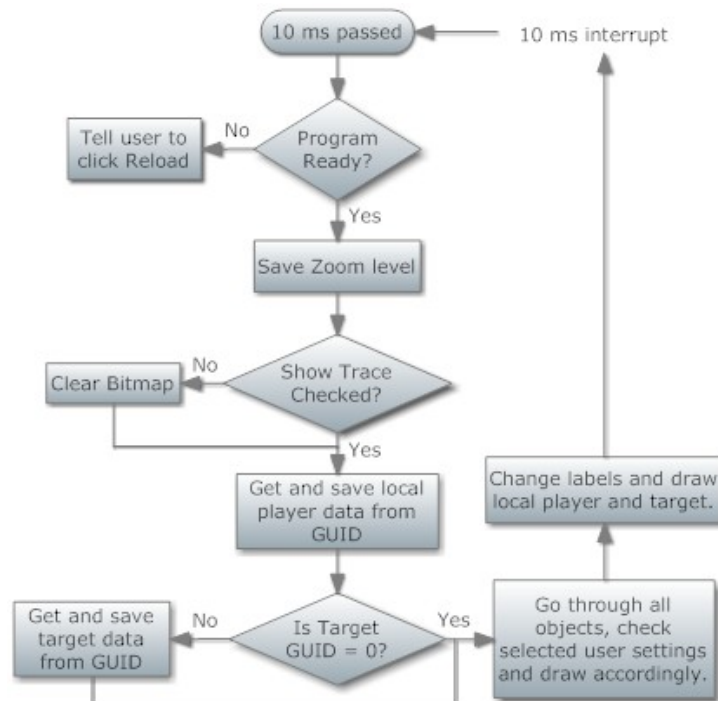 10 ms passed
10 ms interrupt
Program
Ready?
No
Tell user to
click Reload
Yes
Save Zoom level
Show Trace
Checked?
No
Clear Bitmap
Yes
Get and save local
player data from
GUID
Change labels and draw
local player and target.
Is Target
GUID = 0?
No
Get and save
target data
from GUID
Yes
Go through all
objects, check
selected user settings
and draw accordingly.